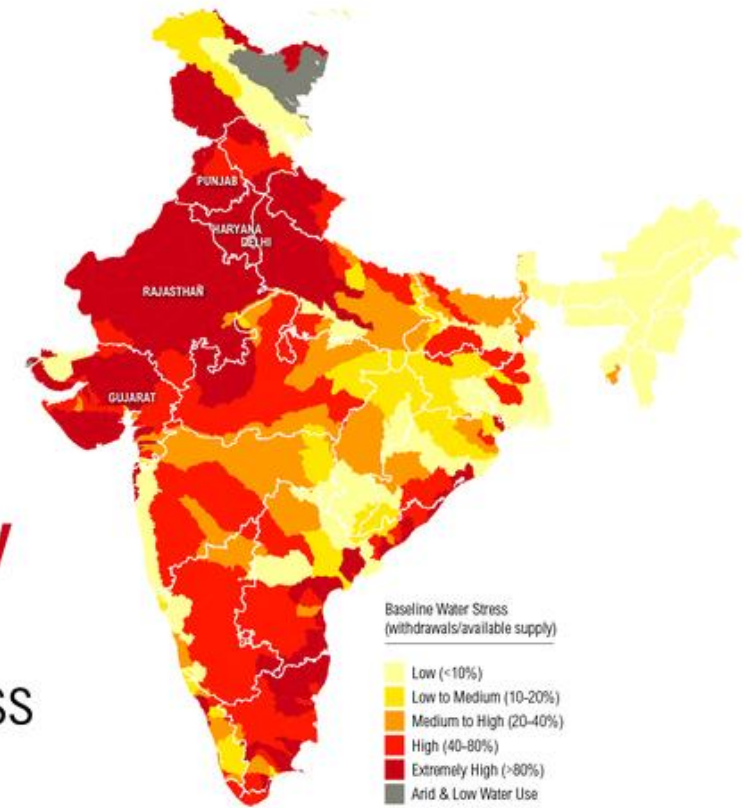 PUNJAB
HARYANA
DELHI
RAJASTHAN
GUJARAT
Baseline Water Stress
(withdrawals/available supply)
Low (<10%)
Low to Medium (10-20%)
Medium to High (20-40%)
High (40-80%)
Extremely High (>80%)
Arid & Low Water Use